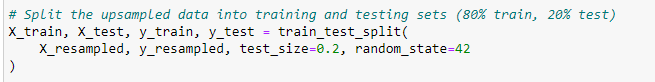 # Split the upsampled data into training and testing sets (80% train, 20% test)
X_train, X_test, y_train, y_test = train_test_split(
    X_resampled, y_resampled, test_size=0.2, random_state=42
)